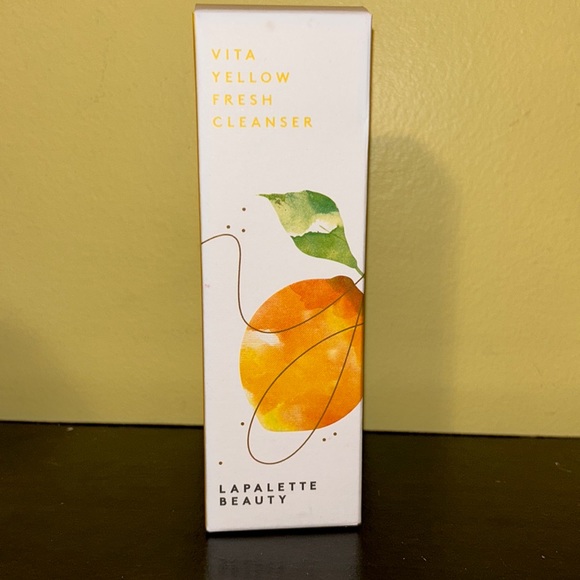 VITA
YELLOW
FRESH
CLEANSER
LAPALETTE
BEAUTY